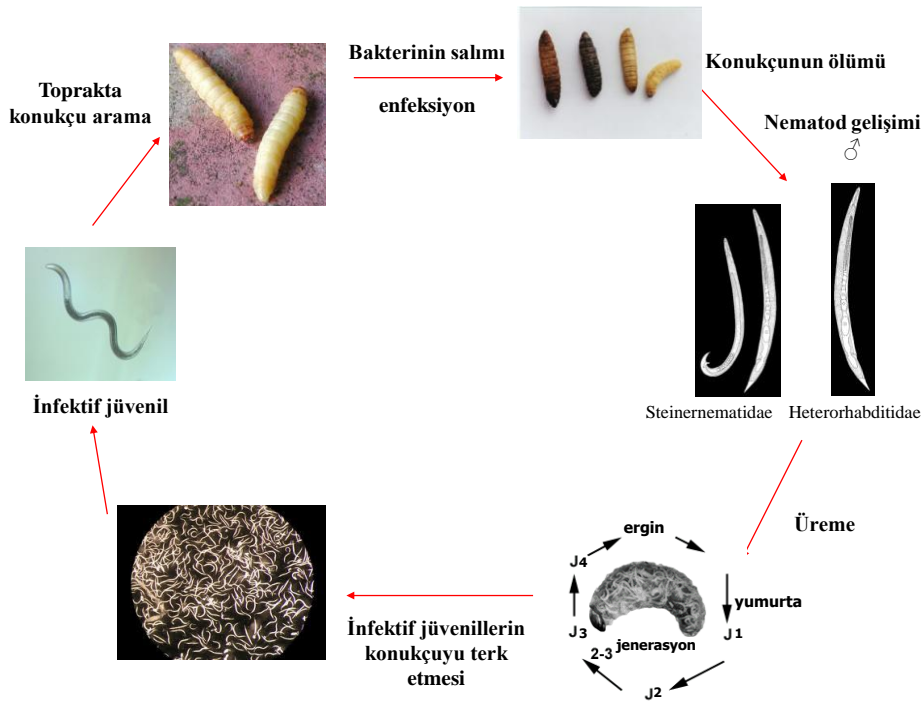 Toprakta
konukçu arama
Bakterinin salımı
enfeksiyon
Konukçunun ölümü
Nematod gelişimi
♂
Steinernematidae
Heterorhabditidae
Üreme
ergin
yumurta
J1
J2
J3
J4
2-3
jenerasyon
İnfektif jüvenillerin
konukçuyu terk
etmesi
İnfektif jüvenil